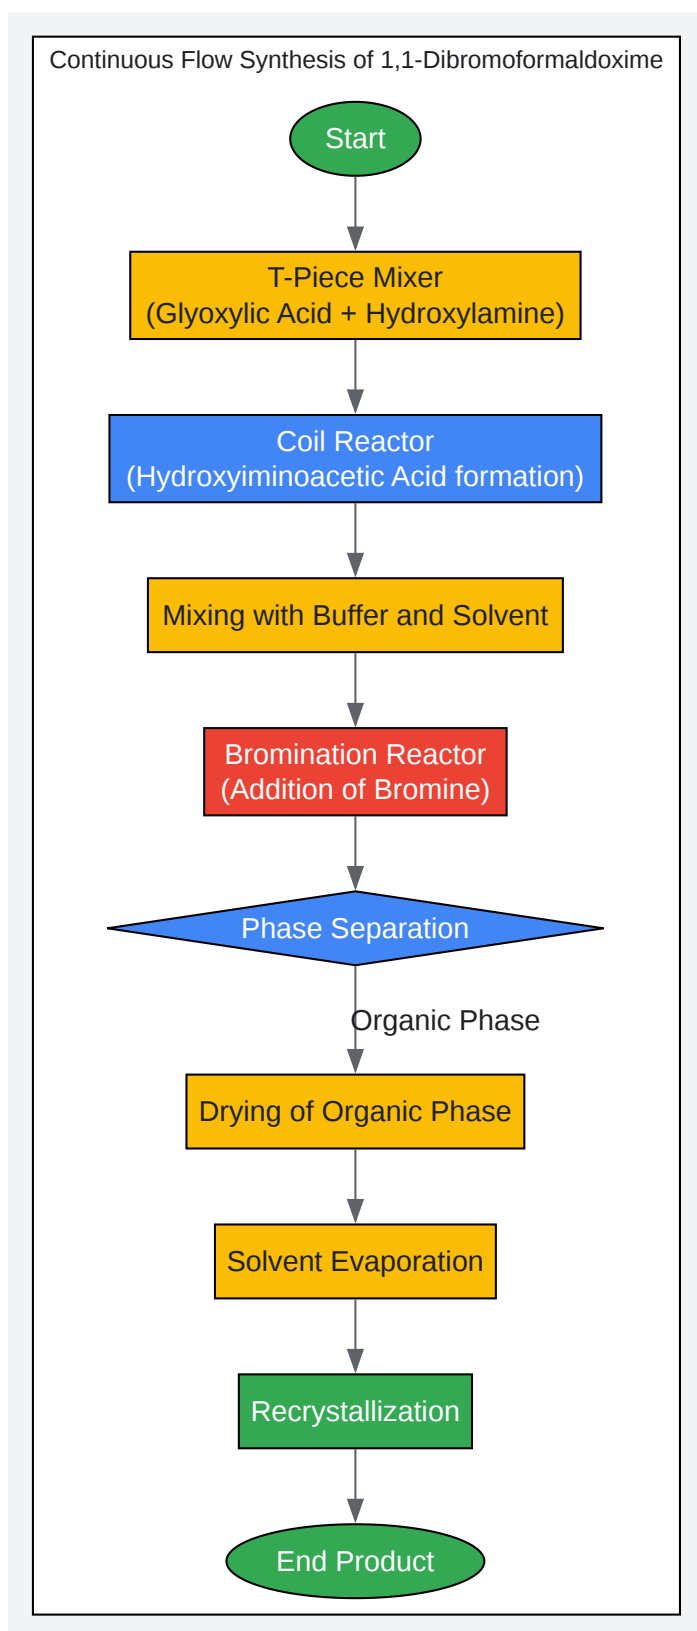 Continuous Flow Synthesis of 1,1-Dibromoformaldoxime
Start
T-Piece Mixer
(Glyoxylic Acid + Hydroxylamine)
Coil Reactor
(Hydroxyiminoacetic Acid formation)
Mixing with Buffer and Solvent
Bromination Reactor
(Addition of Bromine)
Phase Separation
Organic Phase
Drying of Organic Phase
Solvent Evaporation
Recrystallization
End Product